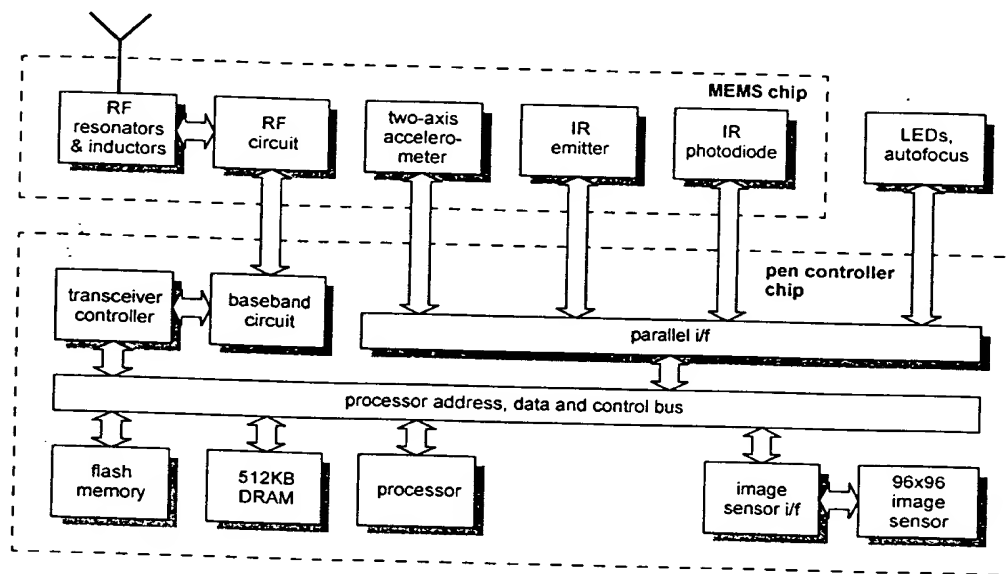 MEMS chip
RF
resonators
& inductors
RF
circuit
two-axis
accelero-
meter
IR
emitter
IR
photodiode
LEDs,
autofocus
pen controller
chip
transceiver
controller
baseband
circuit
parallel i/f
processor address, data and control bus
flash
memory
512KB
DRAM
processor
image
sensor i/f
96x96
image
sensor